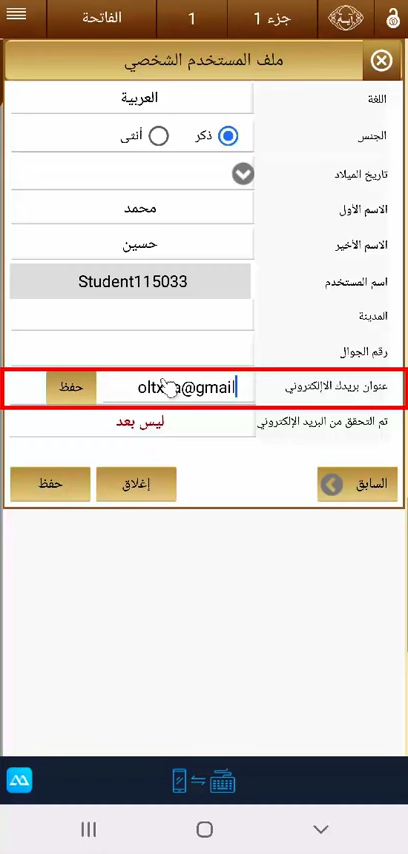 الفاتحة 1 جزء 1
ملف المستخدم الشخصي
اللغة العربية
الجنس ذكر أنثى
تاريخ الميلاد
الاسم الأول محمد
الاسم الأخير حسين
اسم المستخدم Student115033
المدينة
رقم الجوال
عنوان بريدك الاإلكتروني @gmail حفظ
تم التحقق من البريد الإلكتروني ليس بعد
السابق إغلاق حفظ